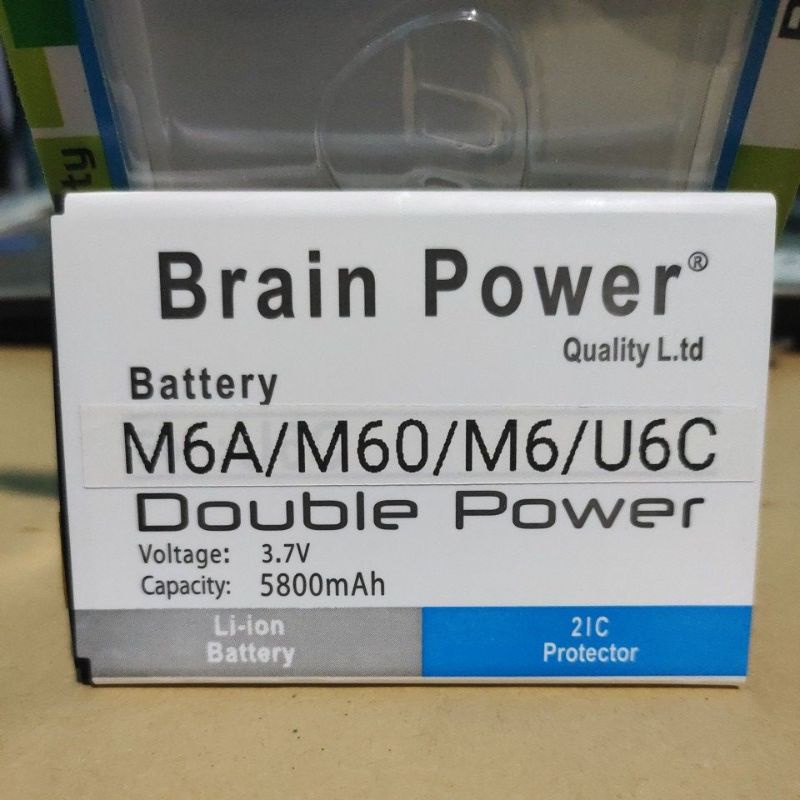 Brain Power®
Quality L.td
Battery
M6A/M60/M6/U6C
Double Power
Voltage: 3.7V
Capacity: 5800mAh
Li-ion
Battery
2IC
Protector